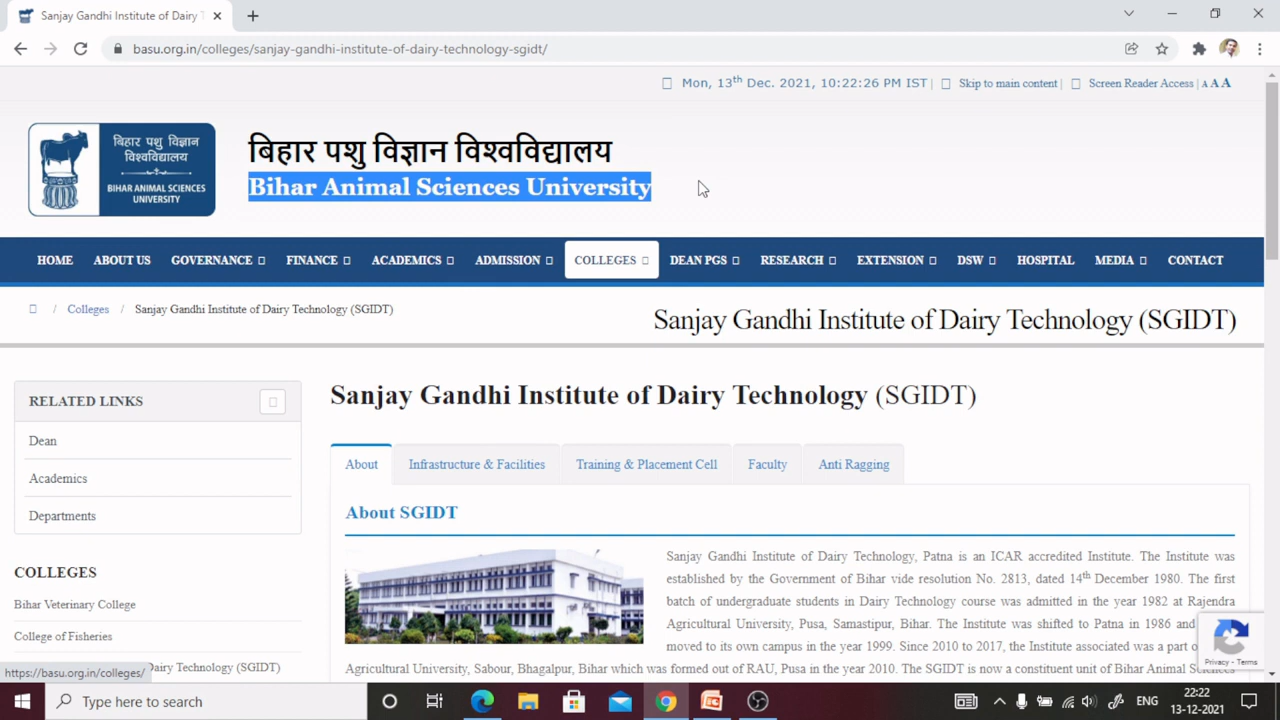 Sanjay Gandhi Institute of Dairy T
basu.org.in/colleges/sanjay-gandhi-institute-of-dairy-technology-sgidt/
Mon, 13th Dec. 2021, 10:22:26 PM IST | Skip to main content | Screen Reader Access | A A A
बिहार पशु विज्ञान विश्वविद्यालय
BIHAR ANIMAL SCIENCES UNIVERSITY
बिहार पशु विज्ञान विश्वविद्यालय
Bihar Animal Sciences University
HOME ABOUT US GOVERNANCE FINANCE ACADEMICS ADMISSION COLLEGES DEAN PGS RESEARCH EXTENSION DSW HOSPITAL MEDIA CONTACT
/ Colleges / Sanjay Gandhi Institute of Dairy Technology (SGIDT)
Sanjay Gandhi Institute of Dairy Technology (SGIDT)
RELATED LINKS
Dean
Academics
Departments
COLLEGES
Bihar Veterinary College
College of Fisheries
Dairy Technology (SGIDT)
https://basu.org.in/colleges/
Sanjay Gandhi Institute of Dairy Technology (SGIDT)
About Infrastructure & Facilities Training & Placement Cell Faculty Anti Ragging
About SGIDT
Sanjay Gandhi Institute of Dairy Technology, Patna is an ICAR accredited Institute. The Institute was
established by the Government of Bihar vide resolution No. 2813, dated 14th December 1980. The first
batch of undergraduate students in Dairy Technology course was admitted in the year 1982 at Rajendra
Agricultural University, Pusa, Samastipur, Bihar. The Institute was shifted to Patna in 1986 and
moved to its own campus in the year 1999. Since 2010 to 2017, the Institute associated was a part o
Agricultural University, Sabour, Bhagalpur, Bihar which was formed out of RAU, Pusa in the year 2010. The SGIDT is now a constituent unit of Bihar Animal
Privacy - Terms
Type here to search
ENG
22:22
13-12-2021